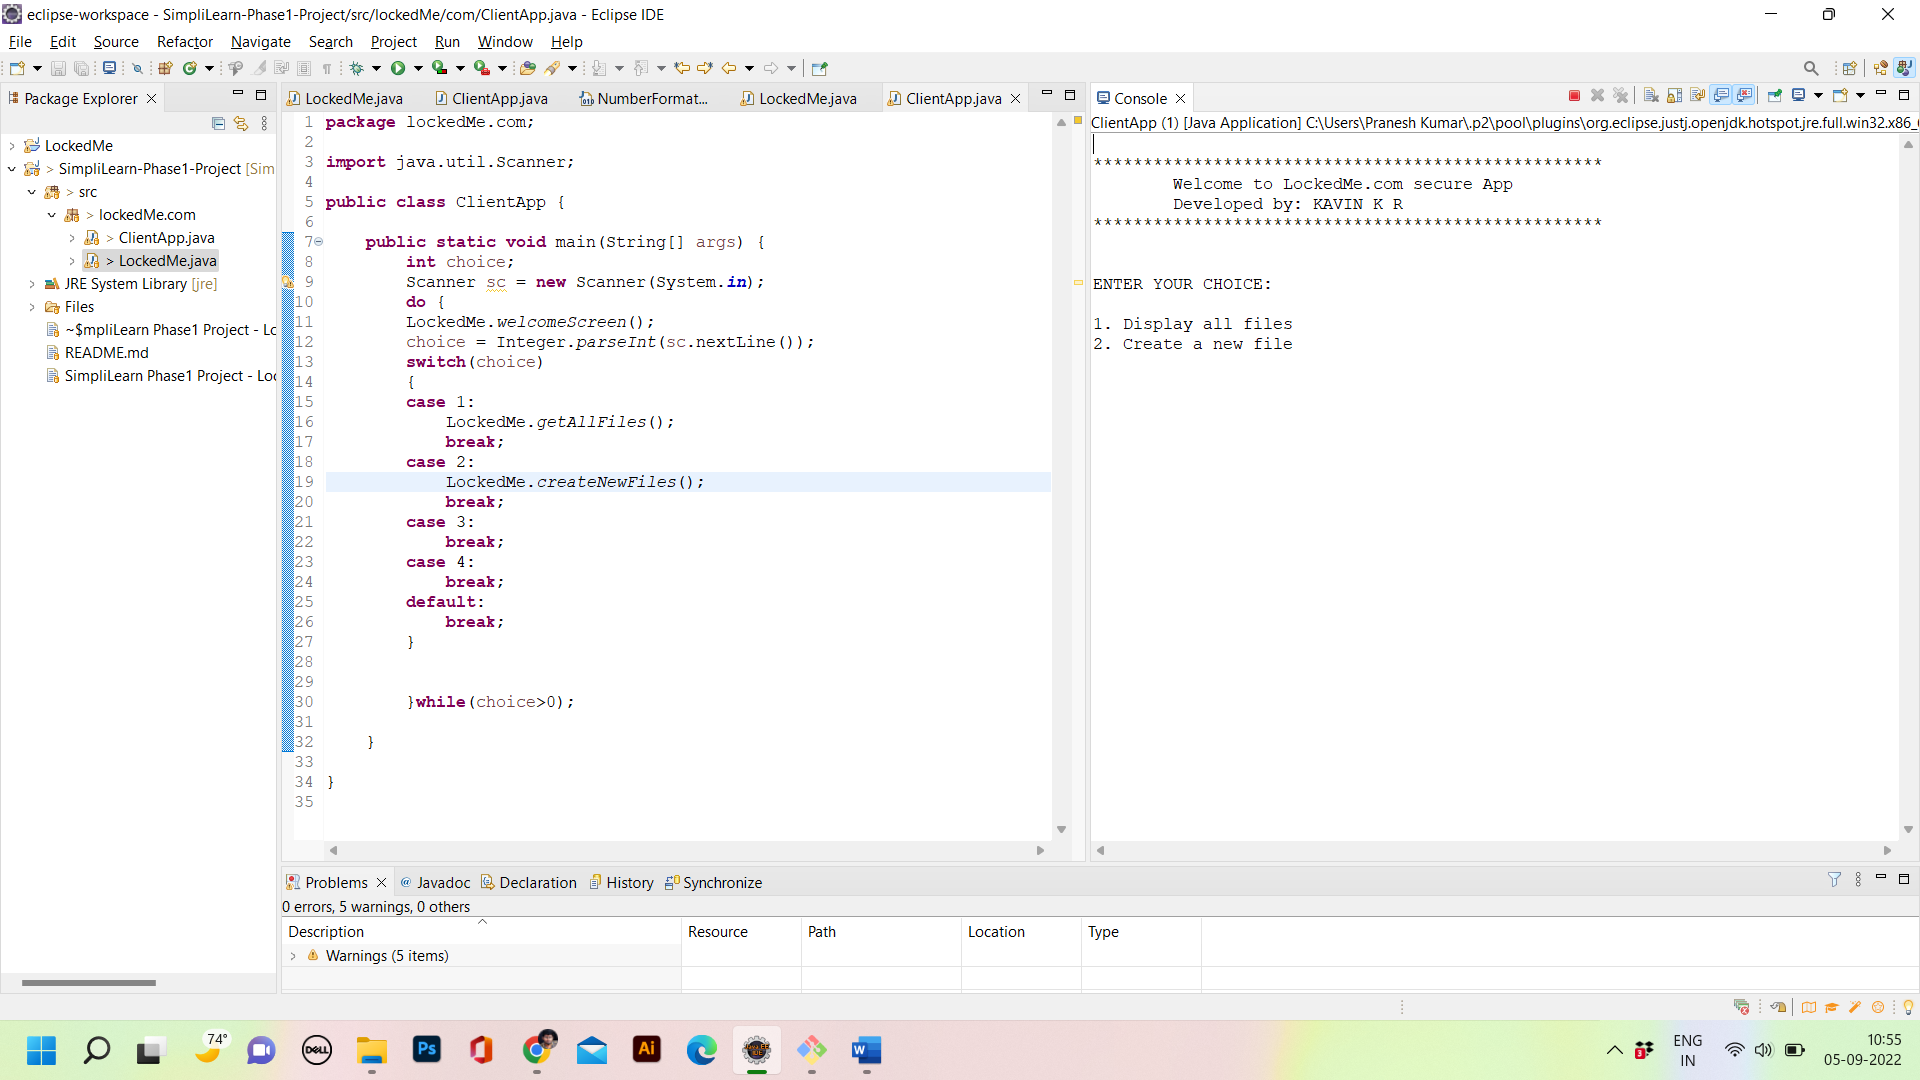 eclipse-workspace - SimpliLearn-Phase1-Project/src/lockedMe/com/ClientApp.java - Eclipse IDE
File Edit Source Refactor Navigate Search Project Run Window Help
Package Explorer
LockedMe
> SimpliLearn-Phase1-Project [Sim
> src
> lockedMe.com
> ClientApp.java
> LockedMe.java
JRE System Library [jre]
Files
~$mpliLearn Phase1 Project - Lo
README.md
SimpliLearn Phase1 Project - Loc
LockedMe.java ClientApp.java NumberFormat... LockedMe.java ClientApp.java
1 package lockedMe.com;
2
3 import java.util.Scanner;
4
5 public class ClientApp {
6
7 public static void main(String[] args) {
8 int choice;
9 Scanner sc = new Scanner(System.in);
10 do {
11 LockedMe.welcomeScreen();
12 choice = Integer.parseInt(sc.nextLine());
13 switch(choice)
14 {
15 case 1:
16 LockedMe.getAllFiles();
17 break;
18 case 2:
19 LockedMe.createNewFiles();
20 break;
21 case 3:
22 break;
23 case 4:
24 break;
25 default:
26 break;
27 }
28
29
30 }while(choice>0);
31
32 }
33
34 }
35
Console
ClientApp (1) [Java Application] C:\Users\Pranesh Kumar\.p2\pool\plugins\org.eclipse.justj.openjdk.hotspot.jre.full.win32.x86_
***************************************************
Welcome to LockedMe.com secure App
Developed by: KAVIN K R
***************************************************
ENTER YOUR CHOICE:
1. Display all files
2. Create a new file
Problems Javadoc Declaration History Synchronize
0 errors, 5 warnings, 0 others
Description Resource Path Location Type
Warnings (5 items)
74°
DELL
Ps
Ai
IDE
W
3
ENG
IN
10:55
05-09-2022